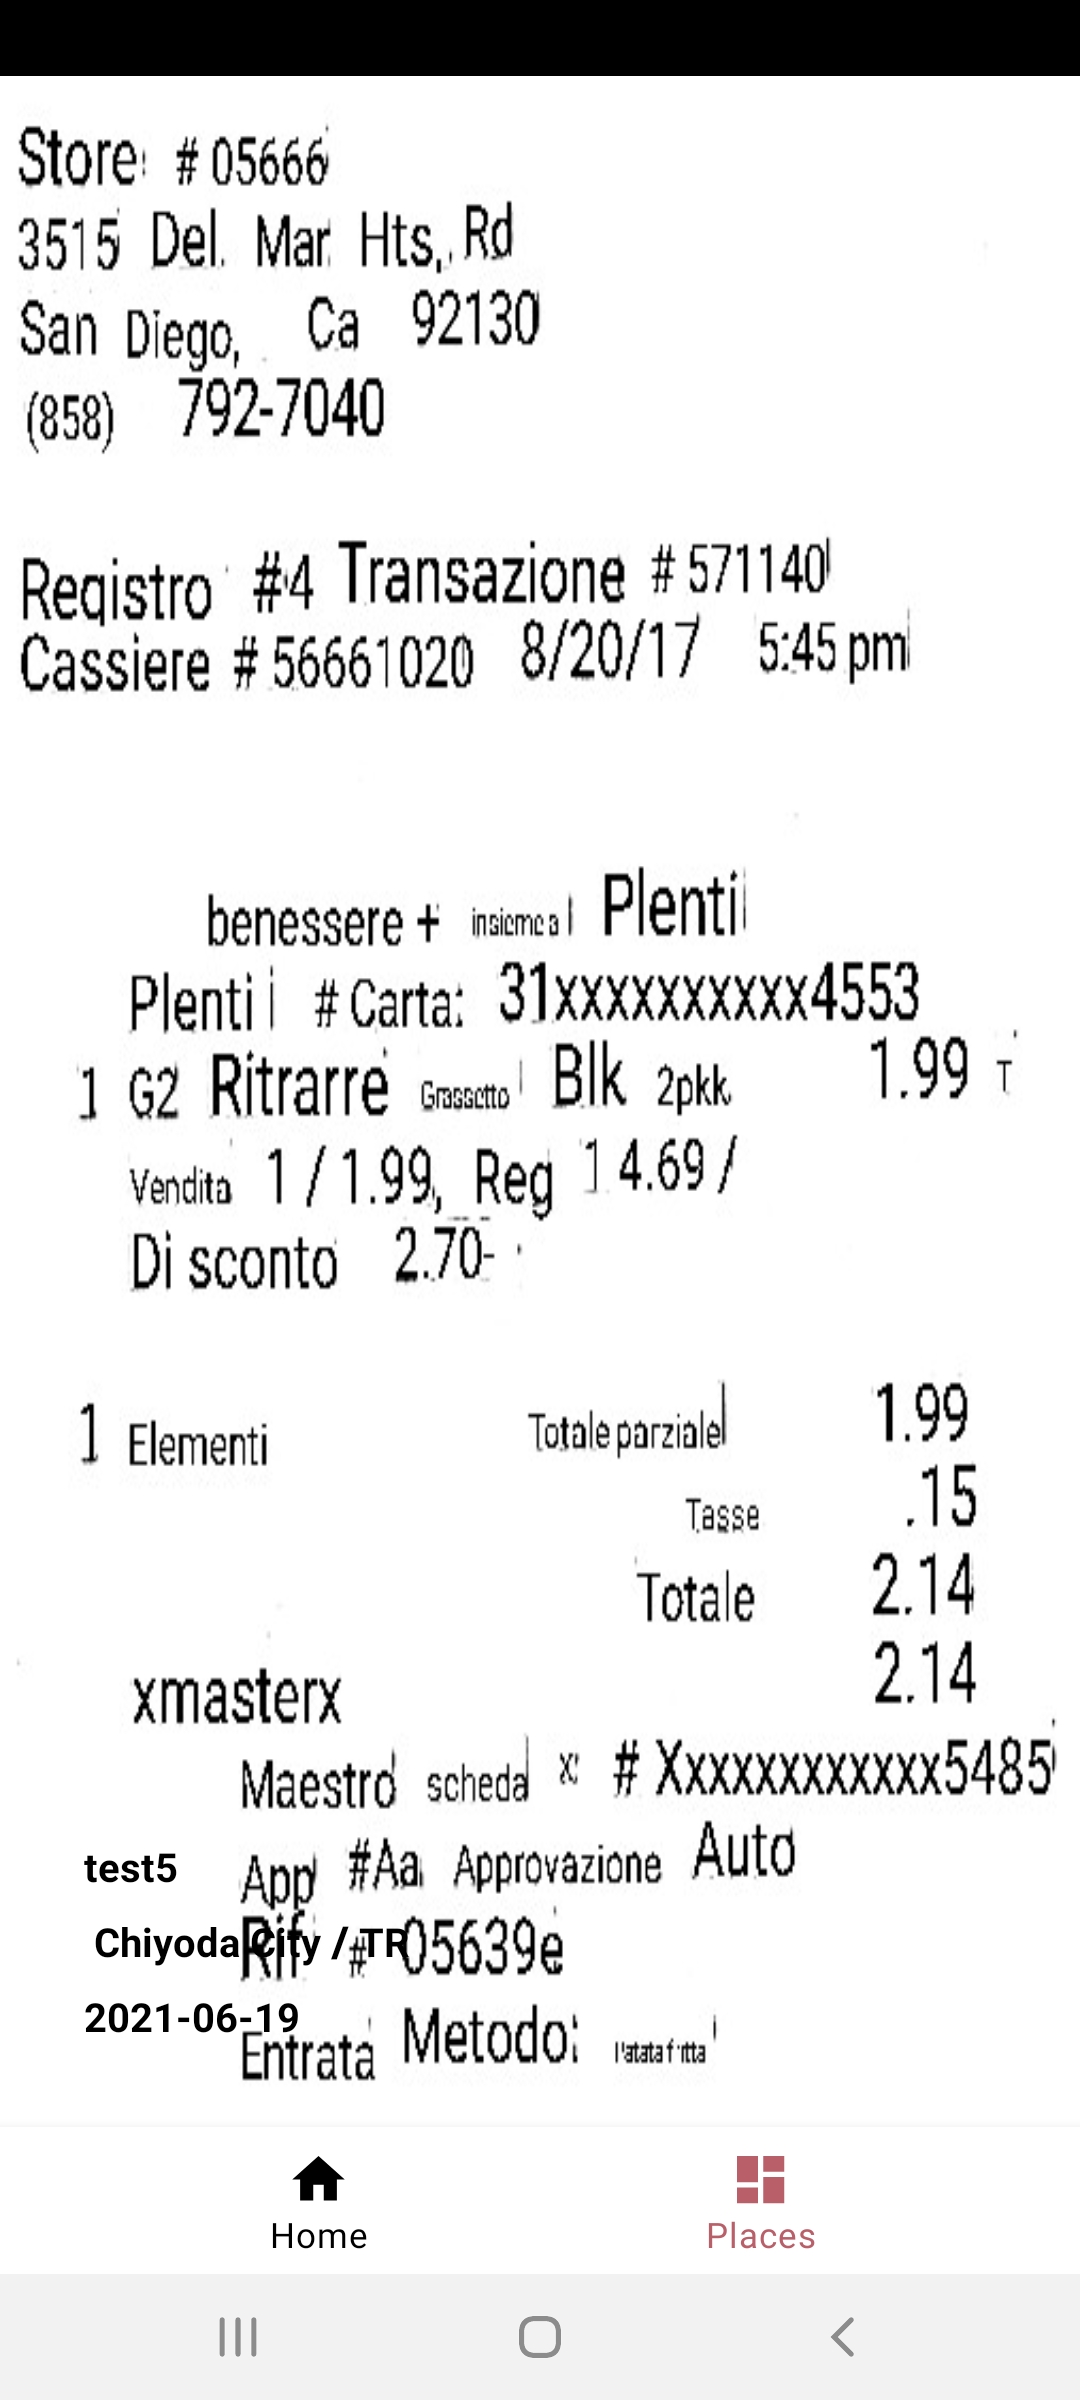 Store # 05666
3515 Del. Mar Hts, Rd
San Diego, Ca 92130
(858) 792-7040
Registro #4 Transazione # 571140
Cassiere # 56661020 8/20/17 5:45 pm
benessere + insieme a Plenti
Plenti i # Carta: 31xxxxxxxxxx4553
1 G2 Ritrarre Grassetto Blk 2pkk 1.99 T
Vendita 1 / 1.99, Reg 1 4.69 /
Di sconto 2.70-
1 Elementi Totale parziale 1.99
Tasse .15
Totale 2.14
xmasterx 2.14
Maestro scheda x # Xxxxxxxxxxxx5485
App #Aa Approvazione Auto
test5
Rif # 05639e
Chiyoda City / TR
Entrata Metodo: Patata fritta
2021-06-19
Home
Places